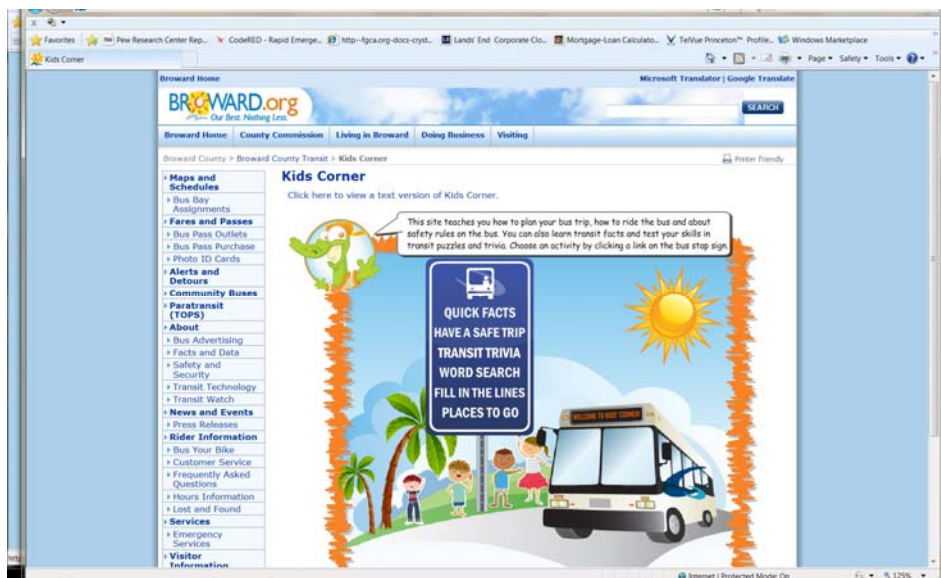 Favorites
Pew Research Center Rep...
CodeRED - Rapid Emerge...
http--fgca.org-docs-cryst...
Lands' End Corporate Clo...
Mortgage-Loan Calculato...
TelVue Princeton™ Profile...
Windows Marketplace
Kids Corner
Page
Safety
Tools
Broward Home
Microsoft Translator | Google Translate
BROWARD.org
Our Best. Nothing Less.
SEARCH
Broward Home
County Commission
Living in Broward
Doing Business
Visiting
Broward County > Broward County Transit > Kids Corner
Printer Friendly
Maps and
Schedules
Bus Bay
Assignments
Fares and Passes
Bus Pass Outlets
Bus Pass Purchase
Photo ID Cards
Alerts and
Detours
Community Buses
Paratransit
(TOPS)
About
Bus Advertising
Facts and Data
Safety and
Security
Transit Technology
Transit Watch
News and Events
Press Releases
Rider Information
Bus Your Bike
Customer Service
Frequently Asked
Questions
Hours Information
Lost and Found
Services
Emergency
Services
Visitor
Information
Kids Corner
Click here to view a text version of Kids Corner.
This site teaches you how to plan your bus trip, how to ride the bus and about
safety rules on the bus. You can also learn transit facts and test your skills in
transit puzzles and trivia. Choose an activity by clicking a link on the bus stop sign.
QUICK FACTS
HAVE A SAFE TRIP
TRANSIT TRIVIA
WORD SEARCH
FILL IN THE LINES
PLACES TO GO
WELCOME TO KIDS' CORNER
Internet | Protected Mode: On
125%